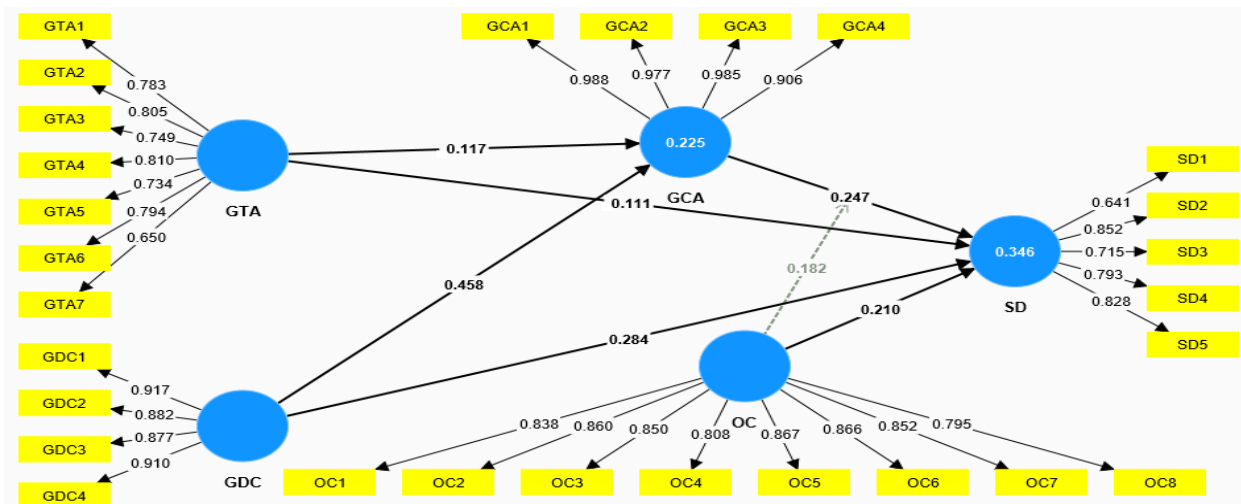 GTA1
GTA2
GTA3
GTA4
GTA5
GTA6
GTA7
0.783
0.805
0.749
0.810
0.734
0.794
0.650
GTA
GCA1
GCA2
GCA3
GCA4
0.988
0.977
0.985
0.906
0.225
GCA
0.117
0.111
0.458
0.284
0.247
0.182
0.210
GDC1
GDC2
GDC3
GDC4
0.917
0.882
0.877
0.910
GDC
OC
0.838
0.860
0.850
0.808
0.867
0.866
0.852
0.795
OC1
OC2
OC3
OC4
OC5
OC6
OC7
OC8
0.346
SD
0.641
0.852
0.715
0.793
0.828
SD1
SD2
SD3
SD4
SD5